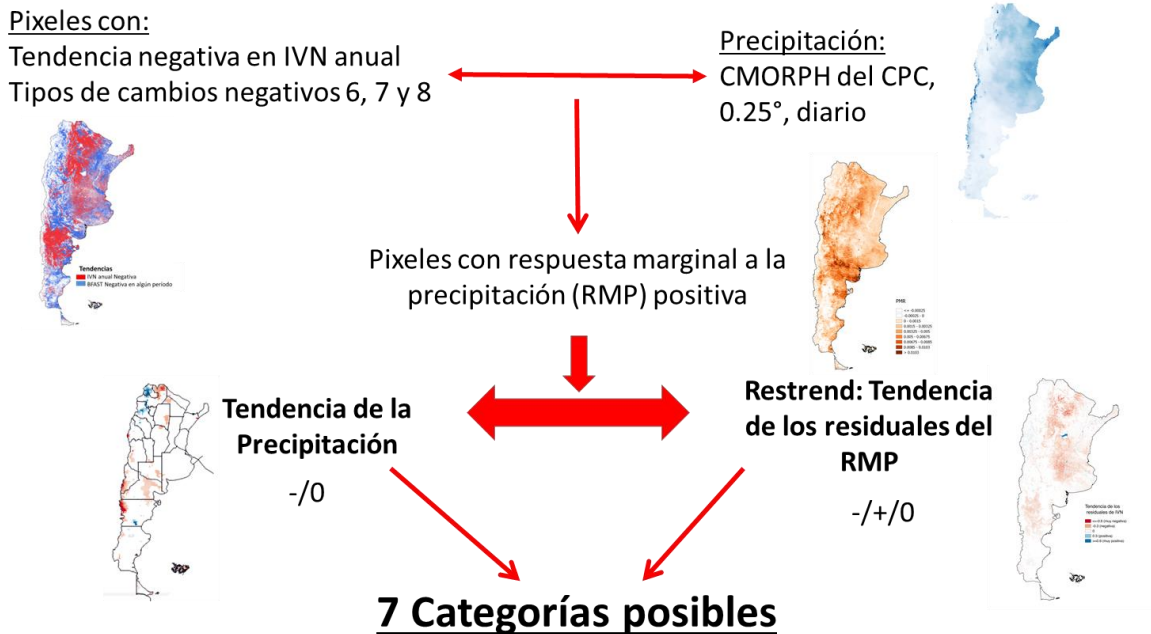 Pixeles con:
Tendencia negativa en IVN anual
Tipos de cambios negativos 6, 7 y 8
Precipitación:
CMORPH del CPC,
0.25°, diario
Tendencias
IVN anual Negativa
BFAST Negativa en algún periodo
Pixeles con respuesta marginal a la
precipitación (RMP) positiva
PMR
Tendencia de la
Precipitación
-/0
Restrend: Tendencia
de los residuales del
RMP
-/+/0
Tendencia de los
residuales de IVN
7 Categorías posibles